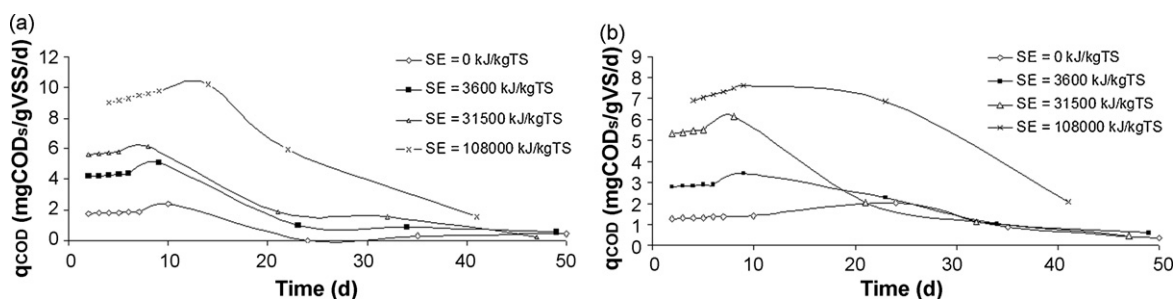 (a)
qCODs (mgCODs/gVSS/d)
12
10
8
6
4
2
0
0 10 20 30 40 50
Time (d)
SE = 0 kJ/kgTS
SE = 3600 kJ/kgTS
SE = 31500 kJ/kgTS
SE = 108000 kJ/kgTS
(b)
qCOD (mgCODs/gVS/d)
9
8
7
6
5
4
3
2
1
0
0 10 20 30 40 50
Time (d)
SE = 0 kJ/kgTS
SE = 3600 kJ/kgTS
SE = 31500 kJ/kgTS
SE = 108000 kJ/kgTS